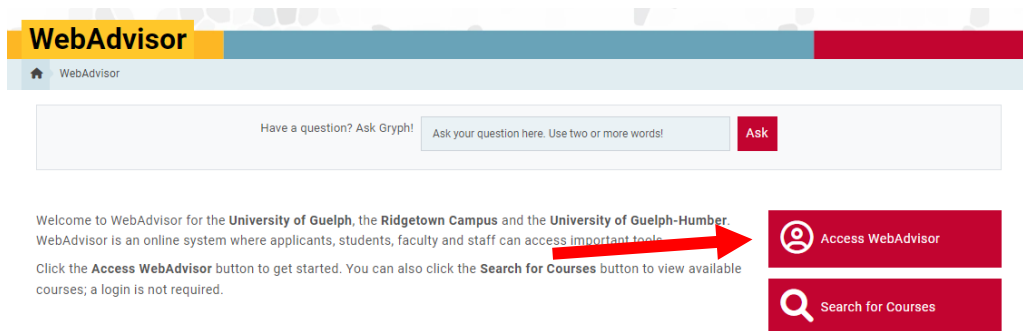 WebAdvisor
WebAdvisor
Have a question? Ask Gryph!
Ask your question here. Use two or more words!
Ask
Welcome to WebAdvisor for the University of Guelph, the Ridgetown Campus and the University of Guelph-Humber.
WebAdvisor is an online system where applicants, students, faculty and staff can access important tools.
Click the Access WebAdvisor button to get started. You can also click the Search for Courses button to view available
courses; a login is not required.
Access WebAdvisor
Search for Courses